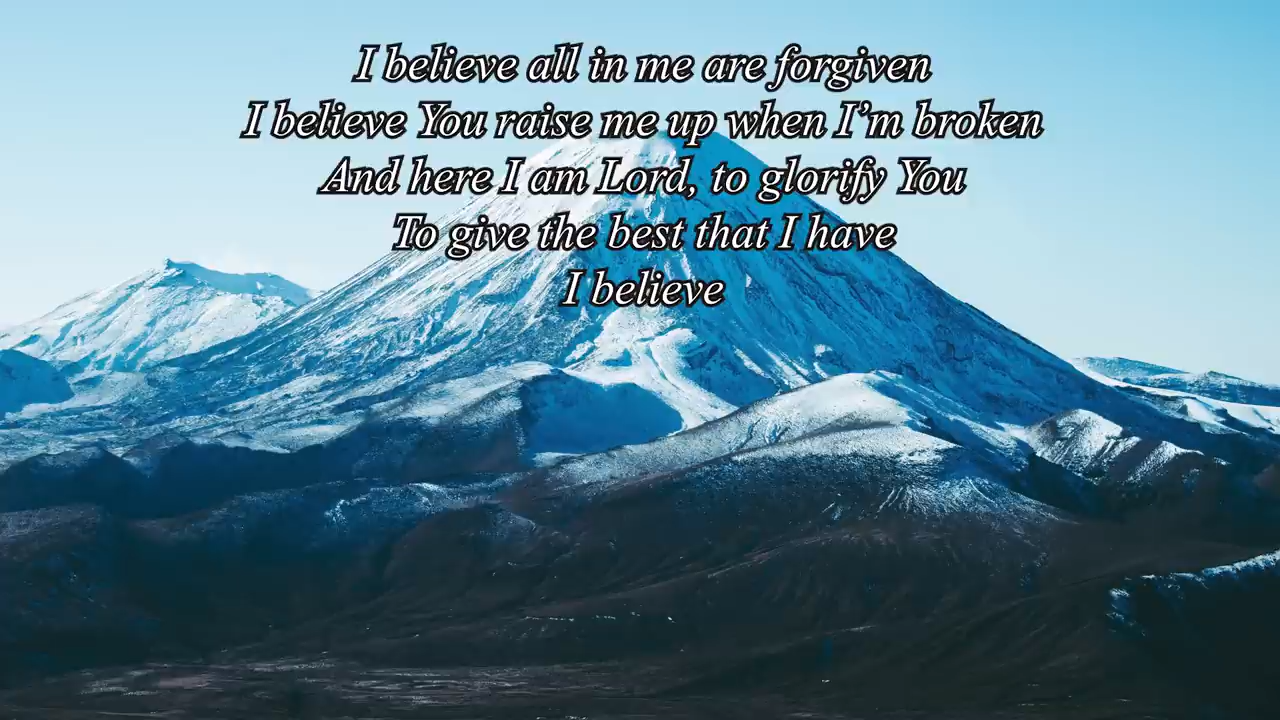 I believe all in me are forgiven
I believe You raise me up when I’m broken
And here I am Lord, to glorify You
To give the best that I have
I believe